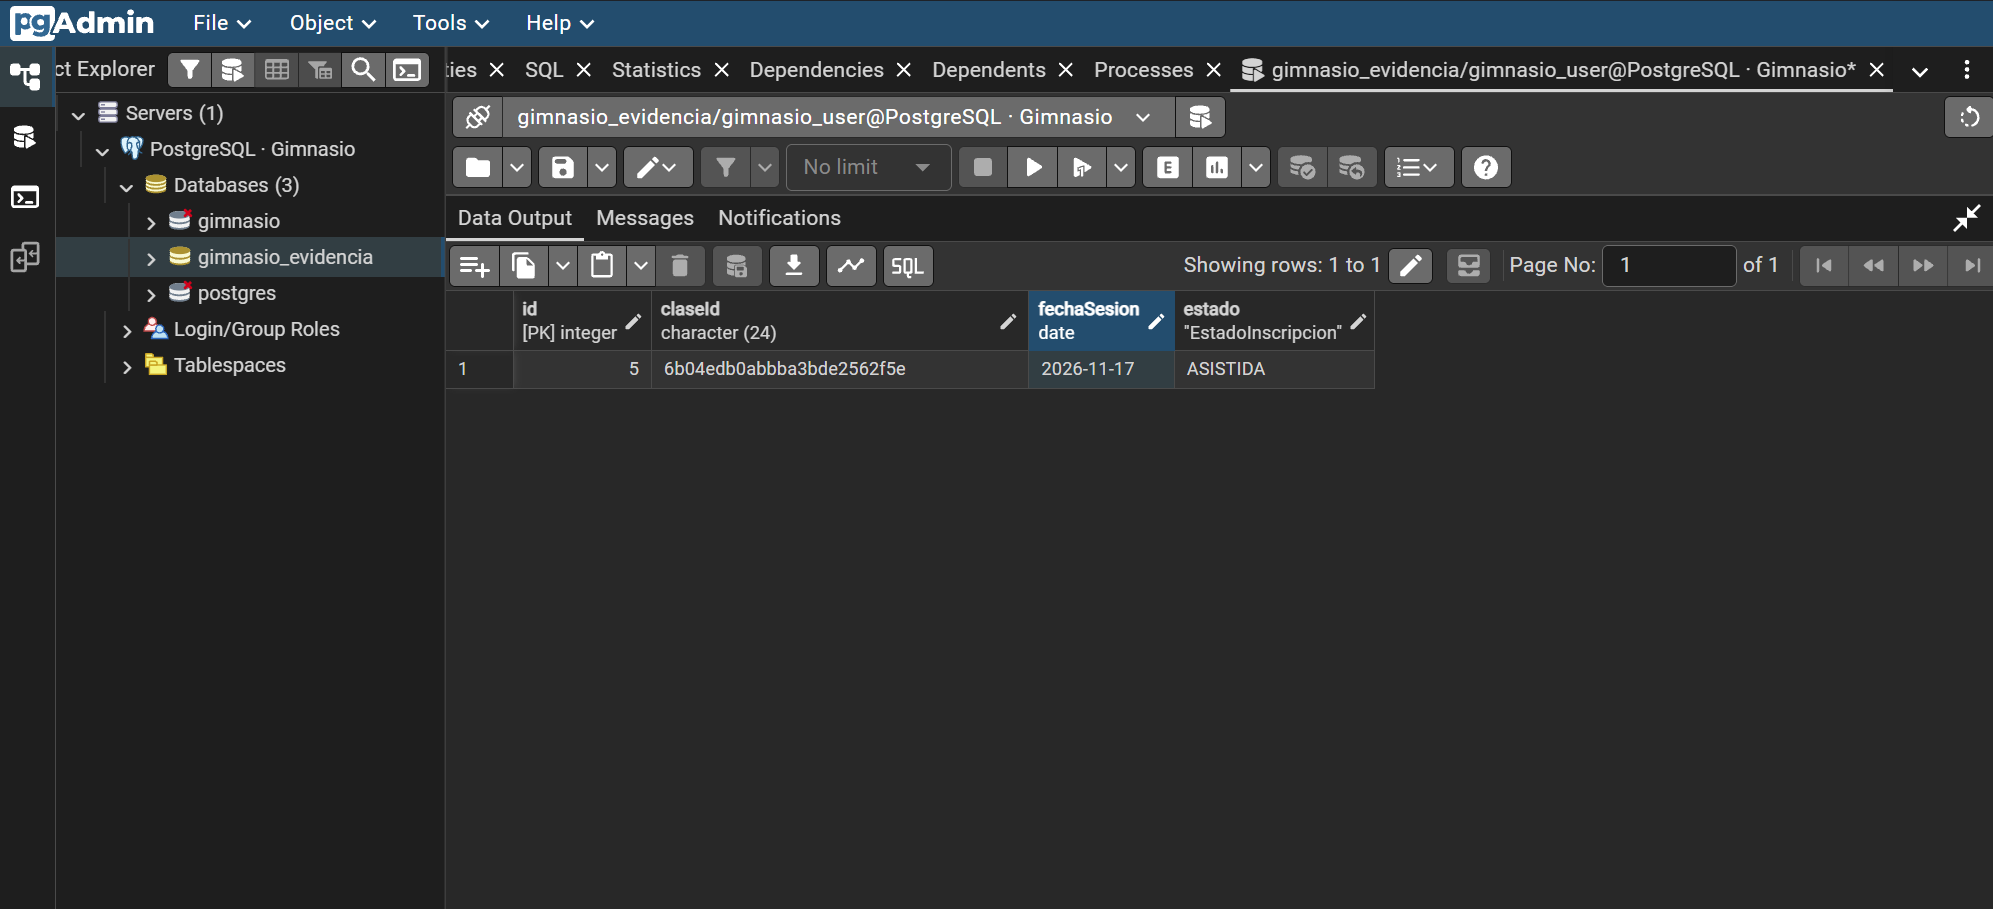 pgAdmin File Object Tools Help
ct Explorer
ties SQL Statistics Dependencies Dependents Processes gimnasio_evidencia/gimnasio_user@PostgreSQL · Gimnasio*
Servers (1)
PostgreSQL · Gimnasio
Databases (3)
gimnasio
gimnasio_evidencia
postgres
Login/Group Roles
Tablespaces
gimnasio_evidencia/gimnasio_user@PostgreSQL · Gimnasio
No limit E
Data Output Messages Notifications
SQL Showing rows: 1 to 1 Page No: 1 of 1
id claseId fechaSesion estado
[PK] integer character (24) date "EstadoInscripcion"
1 5 6b04edb0abbba3bde2562f5e 2026-11-17 ASISTIDA